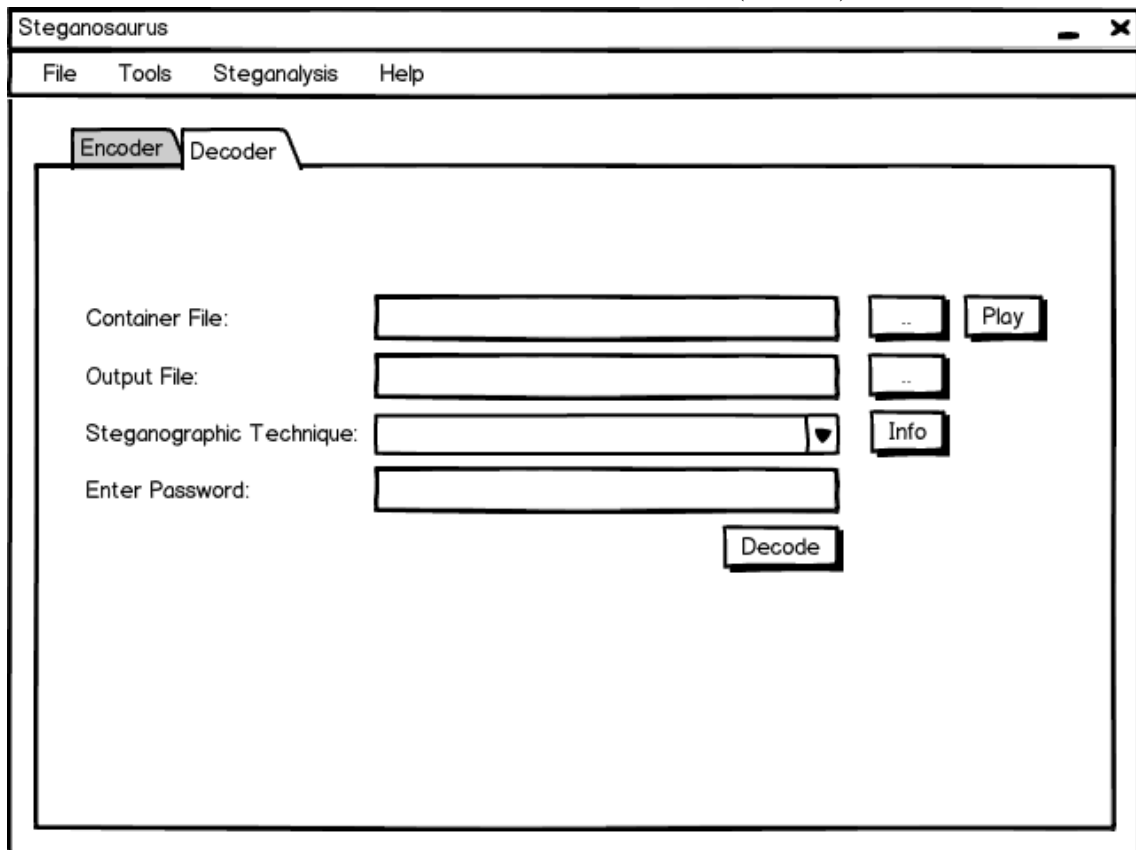 Steganosaurus
File Tools Steganalysis Help
Encoder Decoder
Container File: .. Play
Output File: ..
Steganographic Technique: Info
Enter Password:
Decode